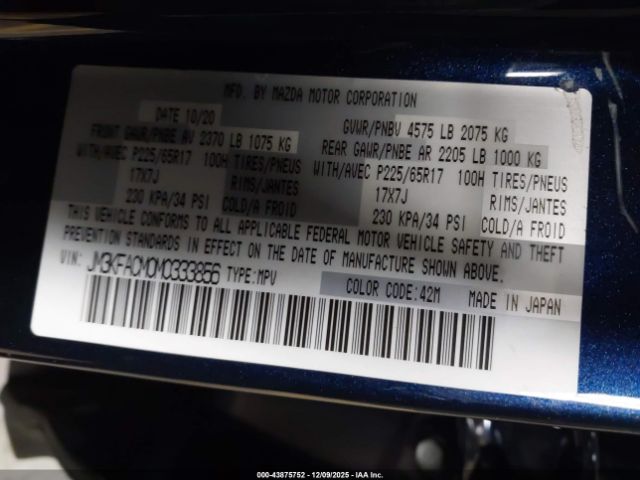 MFD. BY MAZDA MOTOR CORPORATION
DATE 10/20 GVWR/PNBV 4575 LB 2075 KG
FRONT GAWR/PNBE AV 2370 LB 1075 KG REAR GAWR/PNBE AR 2205 LB 1000 KG
WITH/AVEC P225/65R17 100H TIRES/PNEUS WITH/AVEC P225/65R17 100H TIRES/PNEUS
17X7J RIMS/JANTES 17X7J RIMS/JANTES
230 KPA/34 PSI COLD/A FROID 230 KPA/34 PSI COLD/A FROID
THIS VEHICLE CONFORMS TO ALL APPLICABLE FEDERAL MOTOR VEHICLE SAFETY AND THEFT
PREVENTION STANDARDS IN EFFECT ON THE DATE OF MANUFACTURE SHOWN ABOVE.
VIN: JM3KFACM0M0333856 TYPE:MPV COLOR CODE:42M MADE IN JAPAN
000-43875752 - 12/09/2025 - IAA Inc.